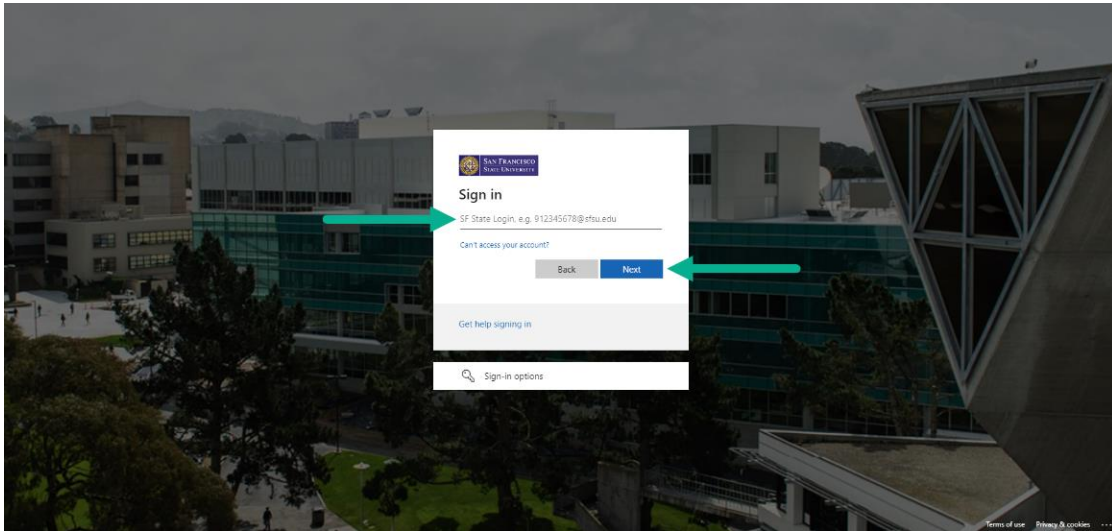 SAN FRANCISCO
STATE UNIVERSITY
Sign in
SF State Login, e.g. 912345678@sfsu.edu
Can't access your account?
Back Next
Get help signing in
Sign-in options
Terms of use Privacy & cookies ...